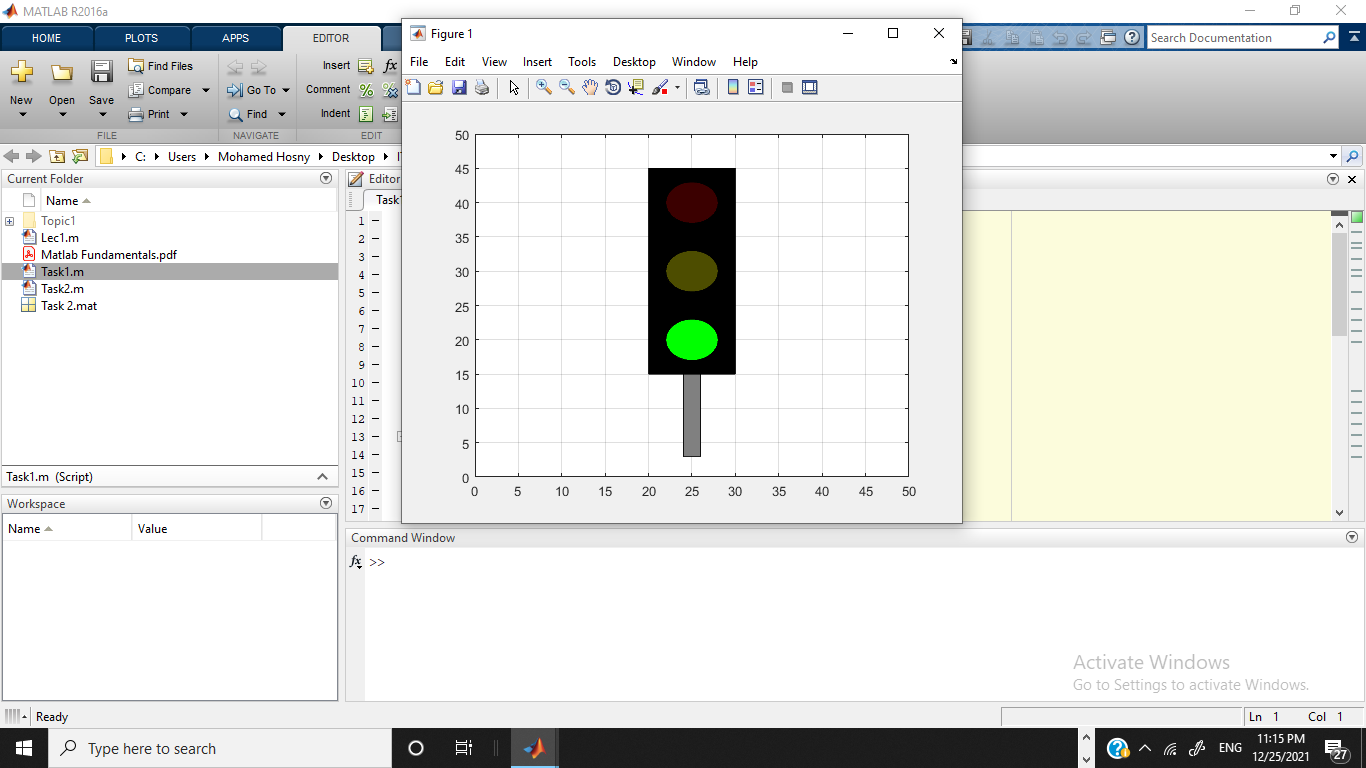 MATLAB R2016a
HOME PLOTS APPS EDITOR
Search Documentation
New Open Save
Find Files
Compare
Print
Go To
Find
Insert fx
Comment
Indent
FILE NAVIGATE EDIT
C: Users Mohamed Hosny Desktop
Current Folder
Name
Topic1
Lec1.m
Matlab Fundamentals.pdf
Task1.m
Task2.m
Task 2.mat
Task1.m (Script)
Workspace
Name Value
Editor
Task1
1
2
3
4
5
6
7
8
9
10
11
12
13
14
15
16
17
Figure 1
File Edit View Insert Tools Desktop Window Help
50
45
40
35
30
25
20
15
10
5
0
0 5 10 15 20 25 30 35 40 45 50
Command Window
fx >>
Activate Windows
Go to Settings to activate Windows.
Ready
Ln 1 Col 1
Type here to search
ENG
11:15 PM
12/25/2021
27